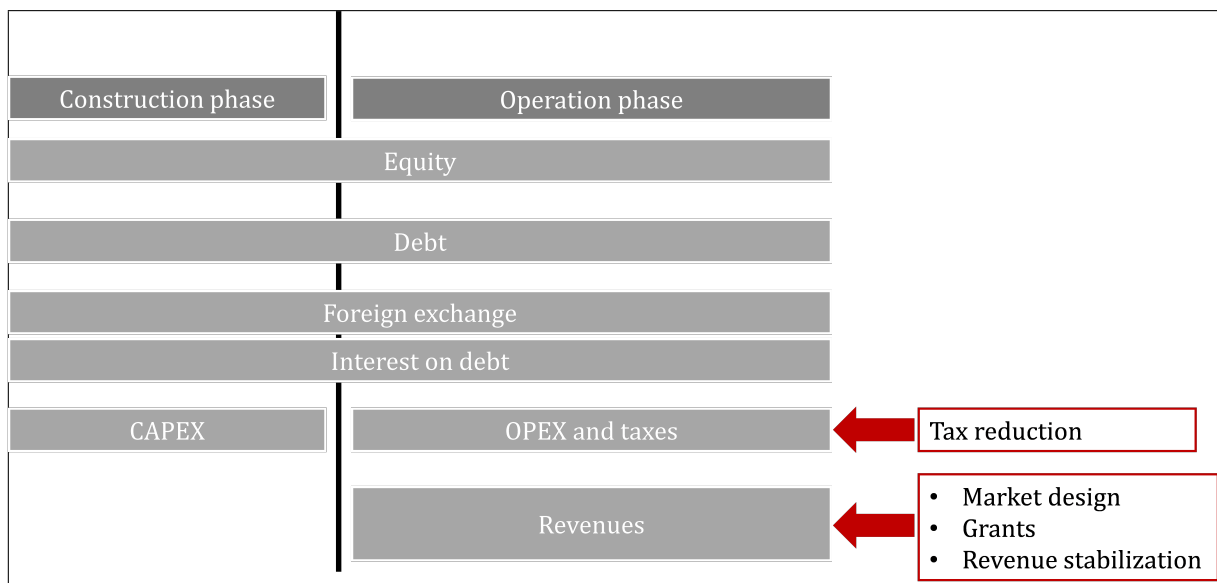 Construction phase
Operation phase
Equity
Debt
Foreign exchange
Interest on debt
CAPEX
OPEX and taxes
Tax reduction
Revenues
• Market design
• Grants
• Revenue stabilization